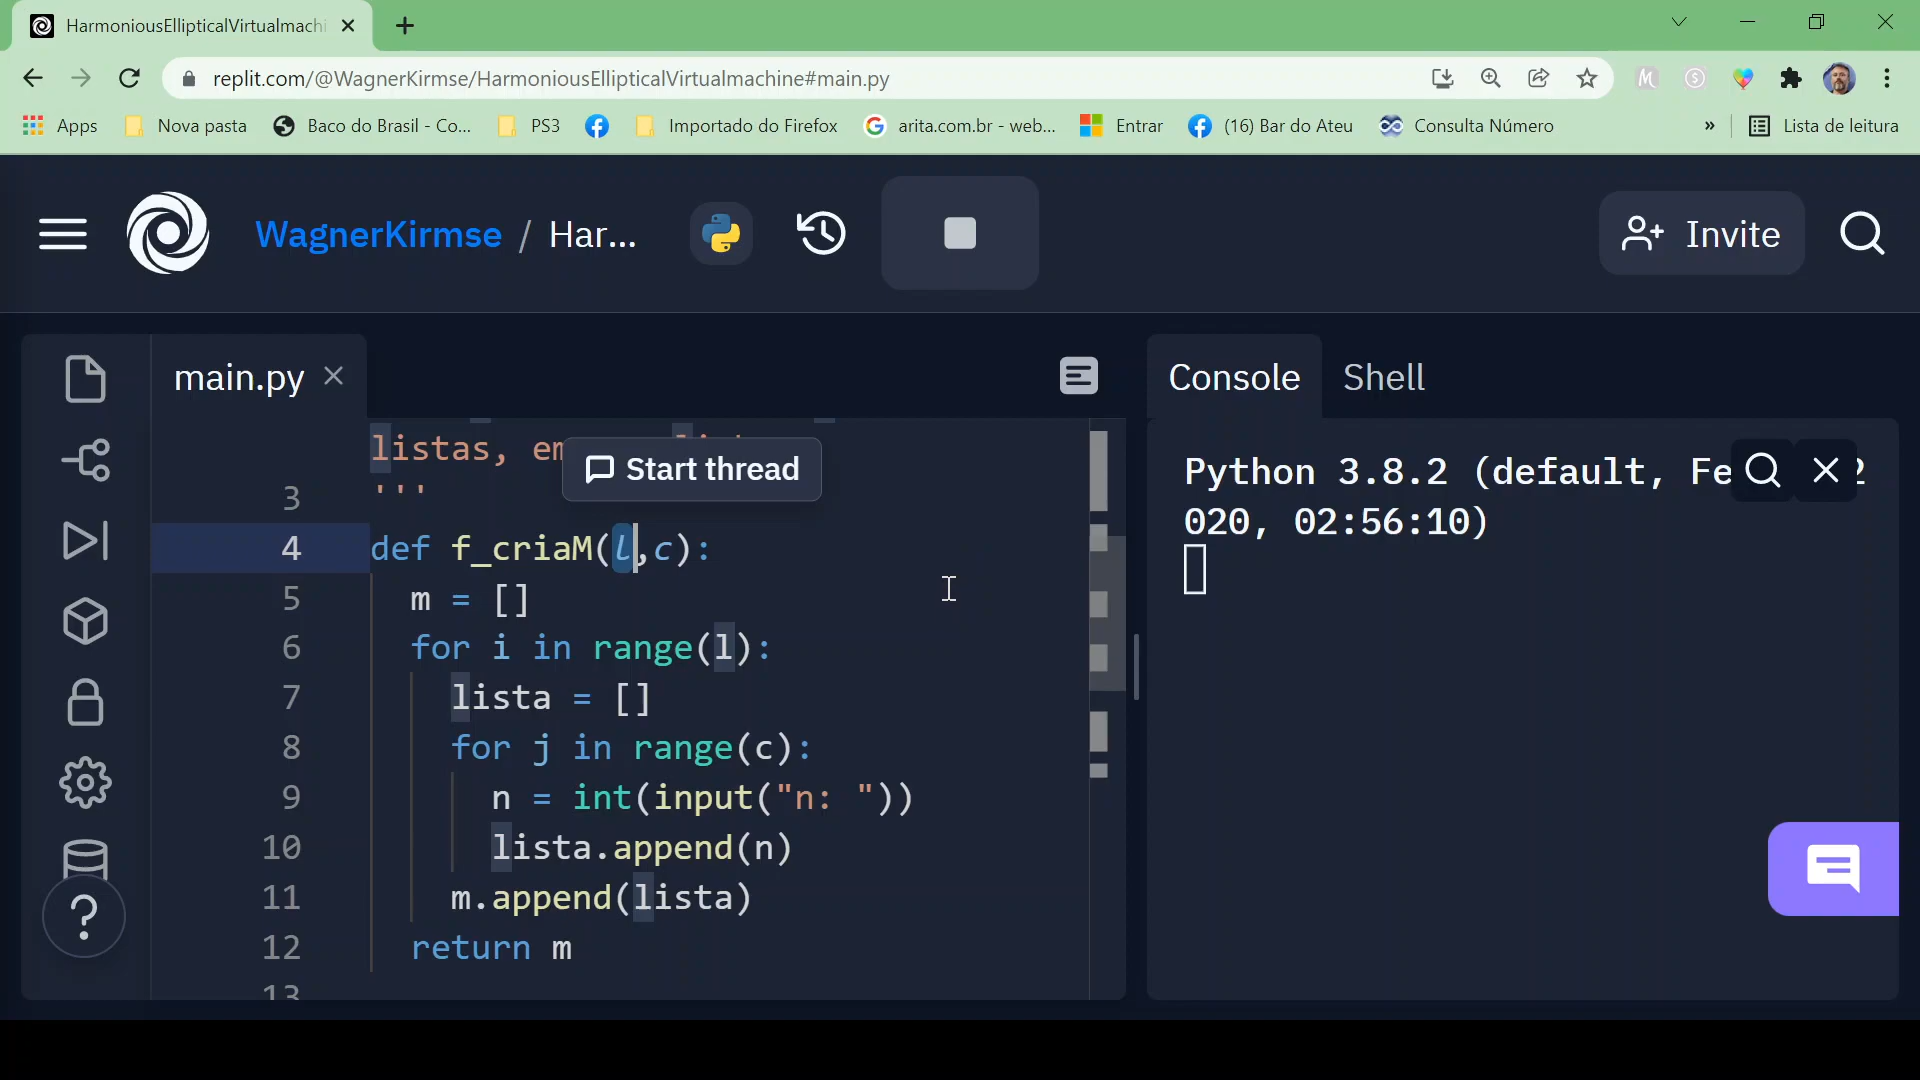 HarmoniousEllipticalVirtualmachi
replit.com/@WagnerKirmse/HarmoniousEllipticalVirtualmachine#main.py
Apps Nova pasta Baco do Brasil - Co... PS3 Importado do Firefox arita.com.br - web... Entrar (16) Bar do Ateu Consulta Número » Lista de leitura
WagnerKirmse / Har... Invite
main.py Console Shell
listas, em
Start thread
3 '''
4 def f_criaM(l,c):
5 m = []
6 for i in range(l):
7 lista = []
8 for j in range(c):
9 n = int(input("n: "))
10 lista.append(n)
11 m.append(lista)
12 return m
13
Python 3.8.2 (default, Fe 2
020, 02:56:10)